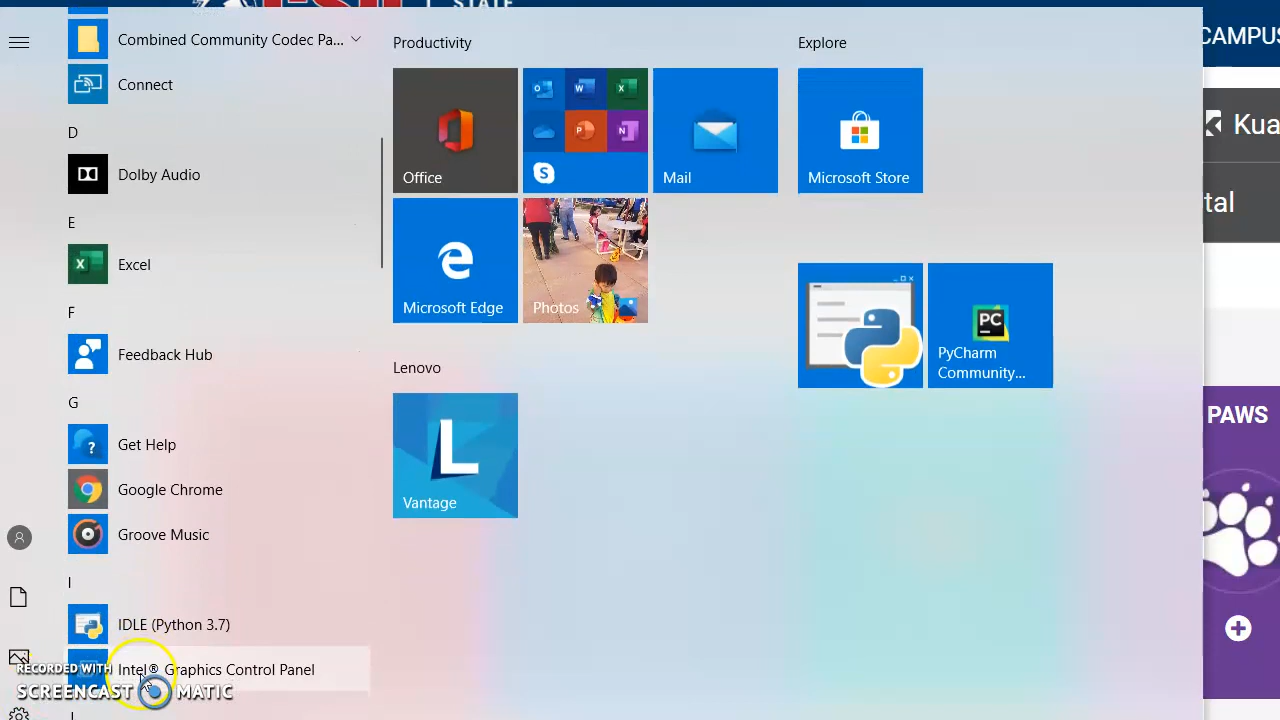 STATE
Combined Community Codec Pa...
Connect
D
Dolby Audio
E
Excel
F
Feedback Hub
G
Get Help
Google Chrome
Groove Music
I
IDLE (Python 3.7)
Intel® Graphics Control Panel
RECORDED WITH
SCREENCAST MATIC
Productivity
Office
Mail
Microsoft Edge
Photos
Lenovo
L
Vantage
Explore
Microsoft Store
PC
PyCharm
Community...
CAMPUS
Kua
tal
PAWS